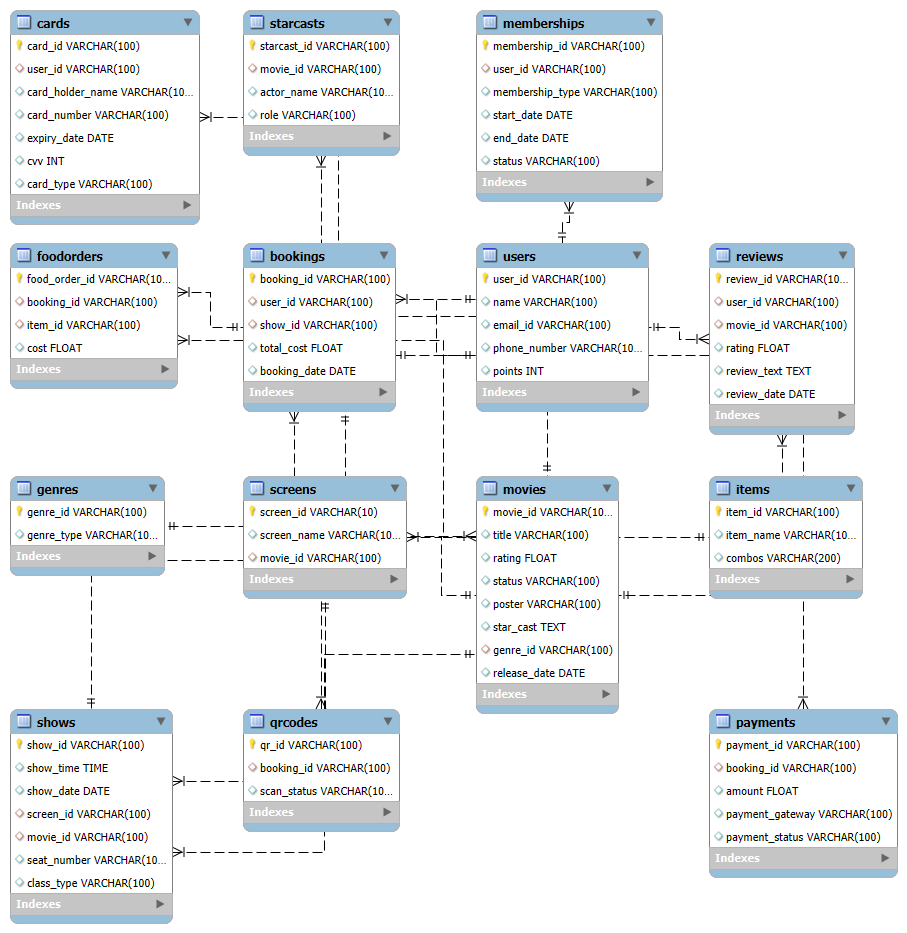 cards
card_id VARCHAR(100)
user_id VARCHAR(100)
card_holder_name VARCHAR(10...
card_number VARCHAR(100)
expiry_date DATE
cvv INT
card_type VARCHAR(100)
Indexes
starcasts
starcast_id VARCHAR(100)
movie_id VARCHAR(100)
actor_name VARCHAR(10...
role VARCHAR(100)
Indexes
memberships
membership_id VARCHAR(100)
user_id VARCHAR(100)
membership_type VARCHAR(100)
start_date DATE
end_date DATE
status VARCHAR(100)
Indexes
foodorders
food_order_id VARCHAR(10...
booking_id VARCHAR(100)
item_id VARCHAR(100)
cost FLOAT
Indexes
bookings
booking_id VARCHAR(100)
user_id VARCHAR(100)
show_id VARCHAR(100)
total_cost FLOAT
booking_date DATE
Indexes
users
user_id VARCHAR(100)
name VARCHAR(100)
email_id VARCHAR(100)
phone_number VARCHAR(10...
points INT
Indexes
reviews
review_id VARCHAR(10...
user_id VARCHAR(100)
movie_id VARCHAR(100)
rating FLOAT
review_text TEXT
review_date DATE
Indexes
genres
genre_id VARCHAR(100)
genre_type VARCHAR(10...
Indexes
screens
screen_id VARCHAR(10)
screen_name VARCHAR(10...
movie_id VARCHAR(100)
Indexes
movies
movie_id VARCHAR(10...
title VARCHAR(100)
rating FLOAT
status VARCHAR(100)
poster VARCHAR(100)
star_cast TEXT
genre_id VARCHAR(100)
release_date DATE
Indexes
items
item_id VARCHAR(100)
item_name VARCHAR(10...
combos VARCHAR(200)
Indexes
shows
show_id VARCHAR(100)
show_time TIME
show_date DATE
screen_id VARCHAR(100)
movie_id VARCHAR(100)
seat_number VARCHAR(10...
class_type VARCHAR(100)
Indexes
qrcodes
qr_id VARCHAR(100)
booking_id VARCHAR(100)
scan_status VARCHAR(10...
Indexes
payments
payment_id VARCHAR(100)
booking_id VARCHAR(100)
amount FLOAT
payment_gateway VARCHAR(100)
payment_status VARCHAR(100)
Indexes